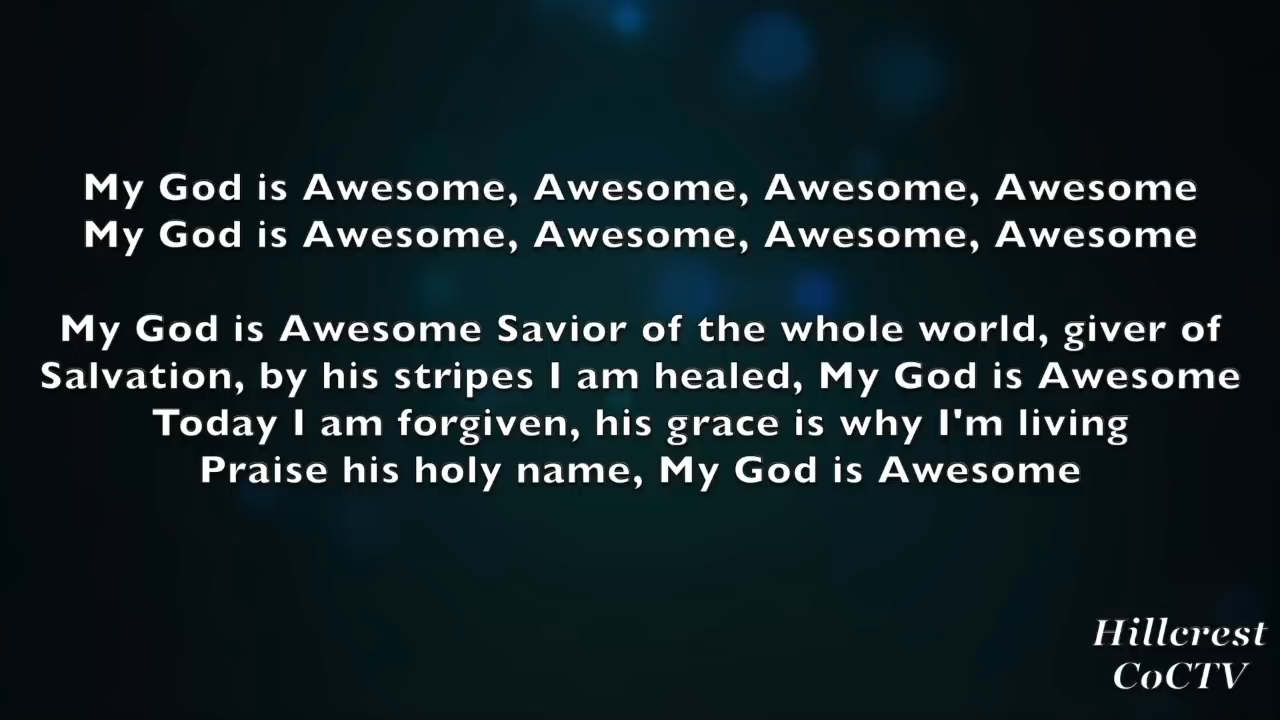 My God is Awesome, Awesome, Awesome, Awesome
My God is Awesome, Awesome, Awesome, Awesome
My God is Awesome Savior of the whole world, giver of
Salvation, by his stripes I am healed, My God is Awesome
Today I am forgiven, his grace is why I'm living
Praise his holy name, My God is Awesome
Hillcrest
CoCTV